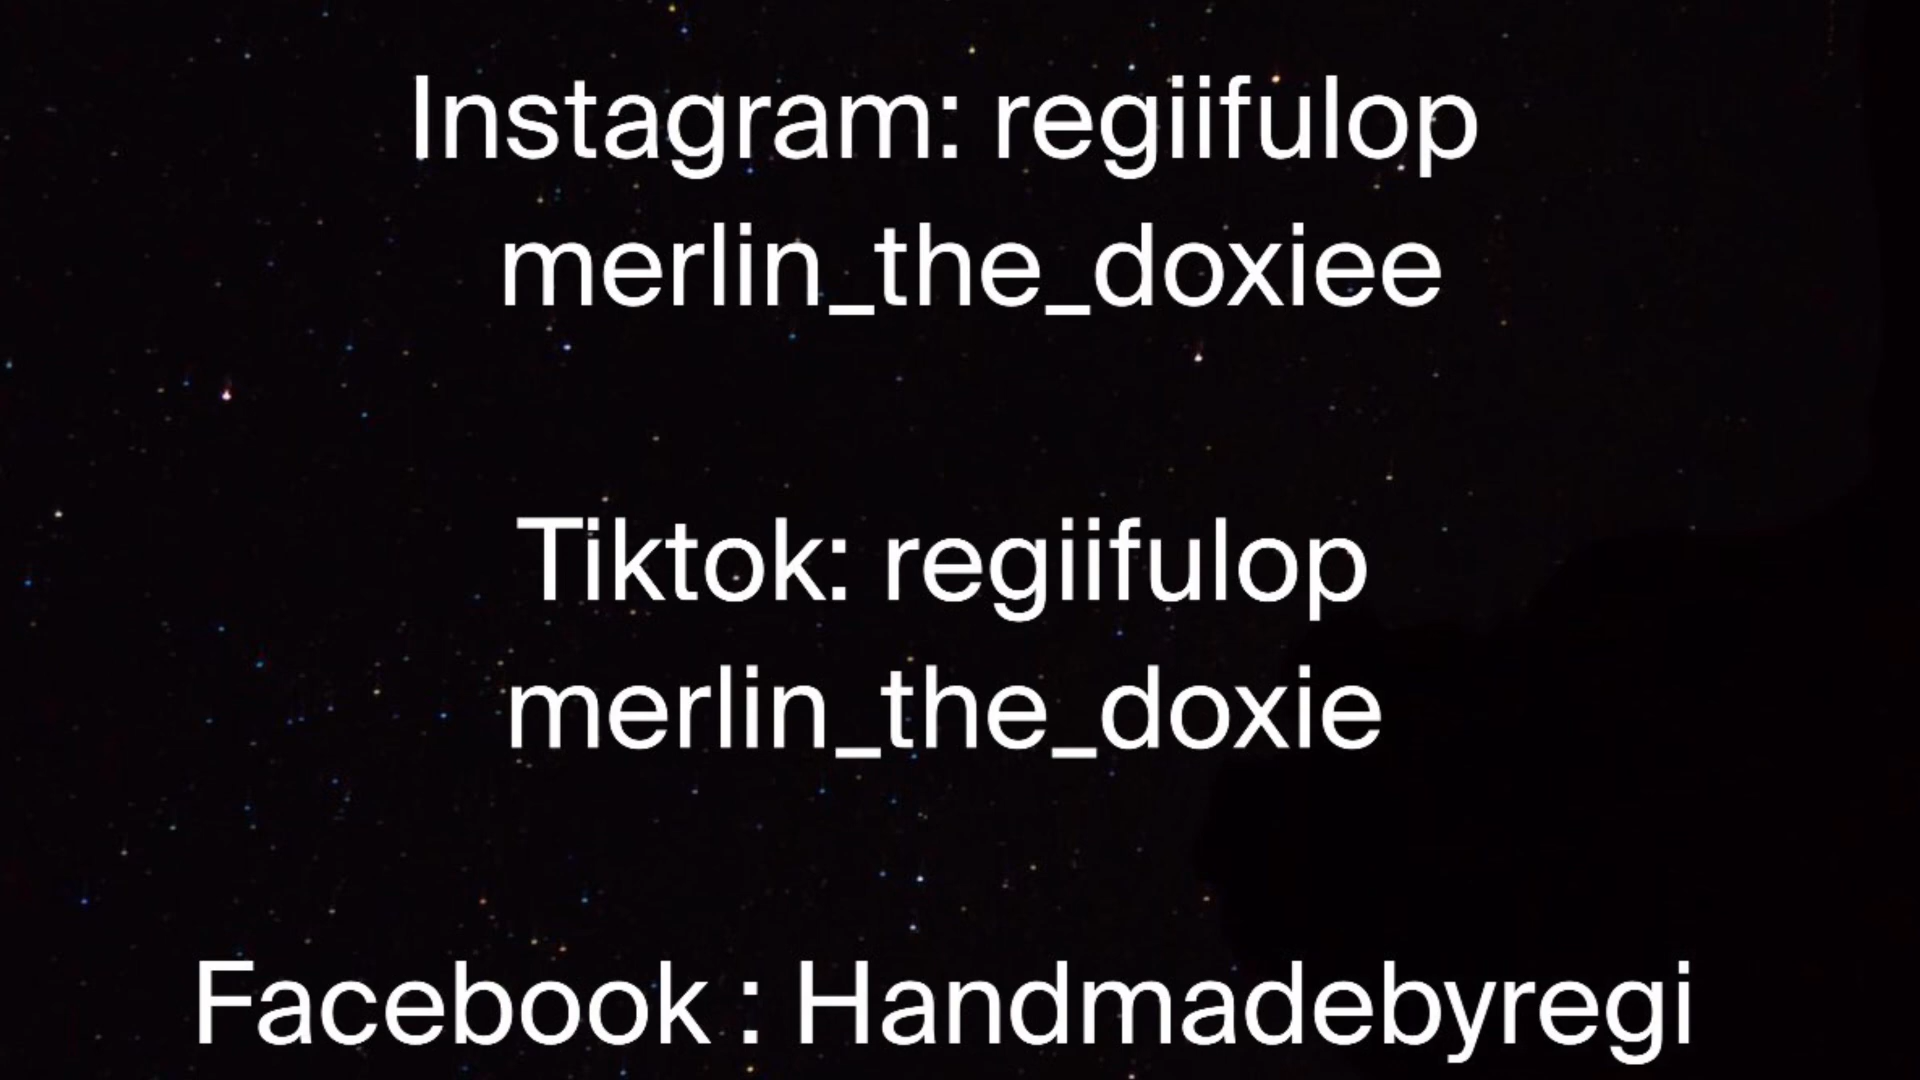 Instagram: regiifulop
merlin_the_doxiee
Tiktok: regiifulop
merlin_the_doxie
Facebook : Handmadebyregi